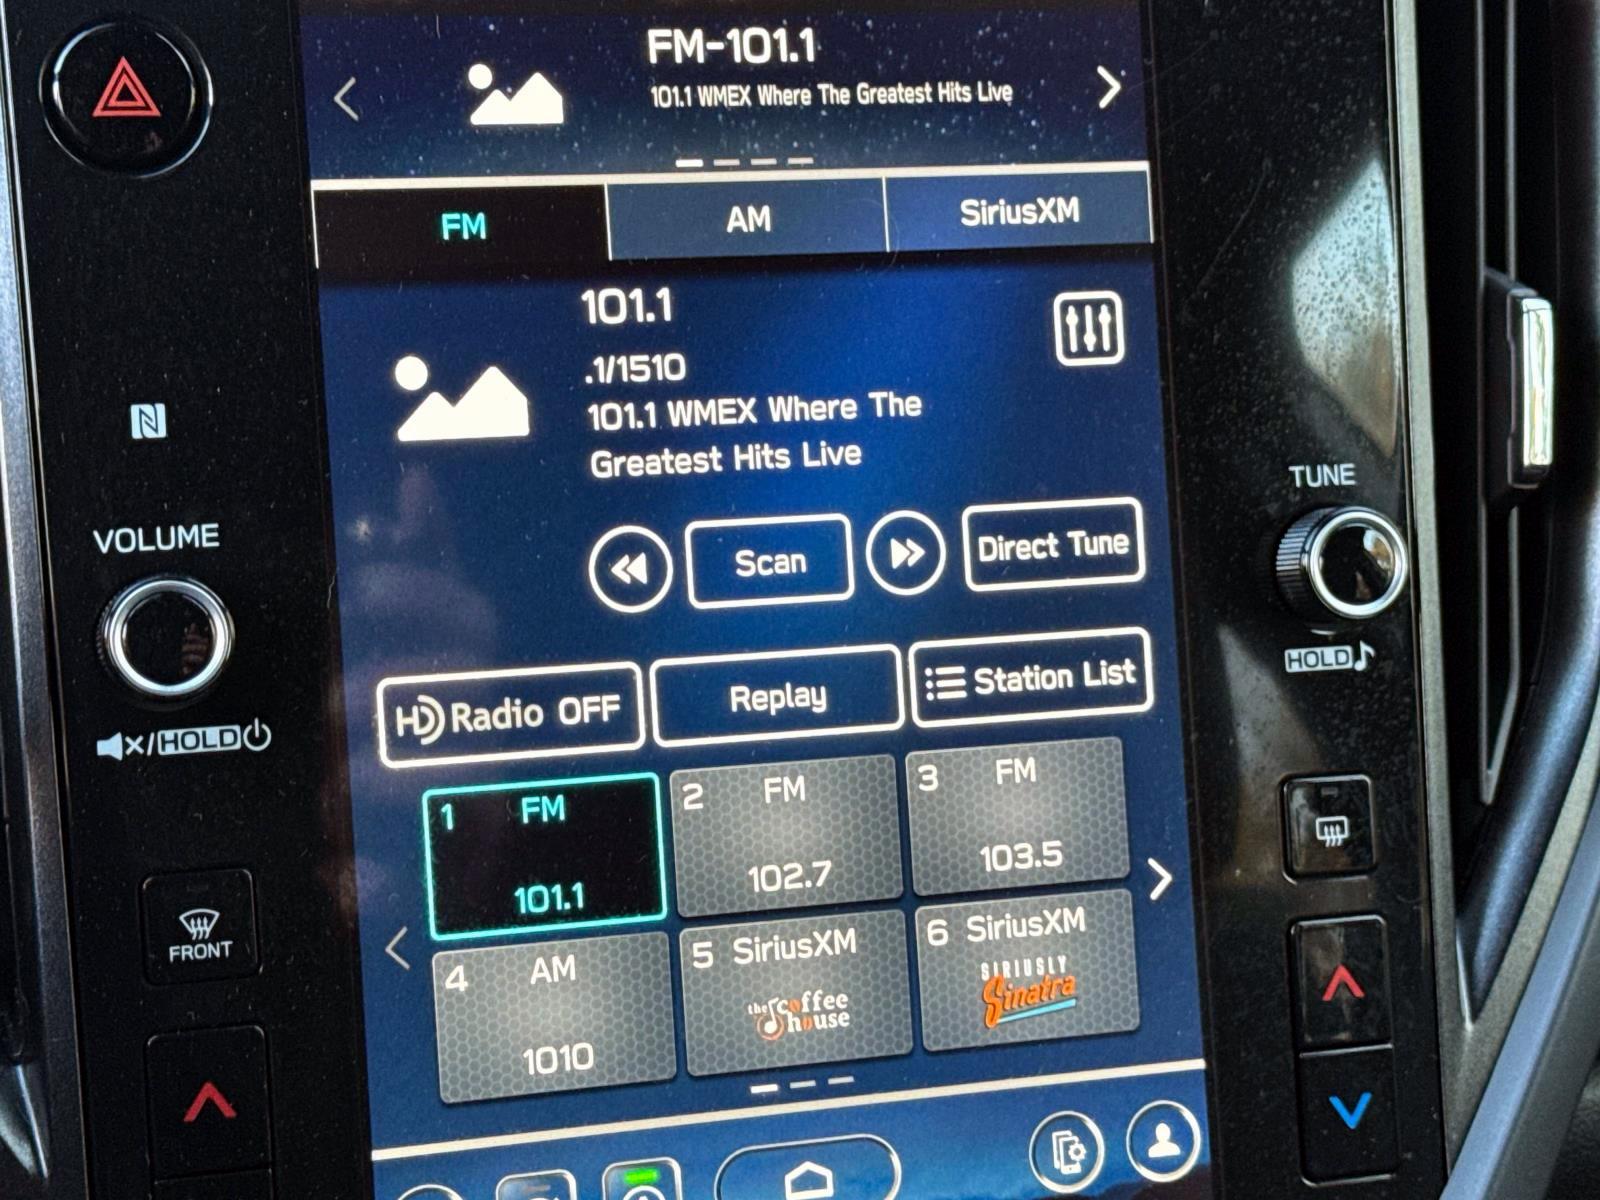 FM-101.1
101.1 WMEX Where The Greatest Hits Live
FM
AM
SiriusXM
101.1
.1/1510
101.1 WMEX Where The
Greatest Hits Live
TUNE
VOLUME
Scan
Direct Tune
HOLD
HD Radio OFF
Replay
Station List
HOLD
1 FM
101.1
2 FM
102.7
3 FM
103.5
FRONT
4 AM
1010
5 SiriusXM
the coffee
house
6 SiriusXM
SIRIUSLY
Sinatra